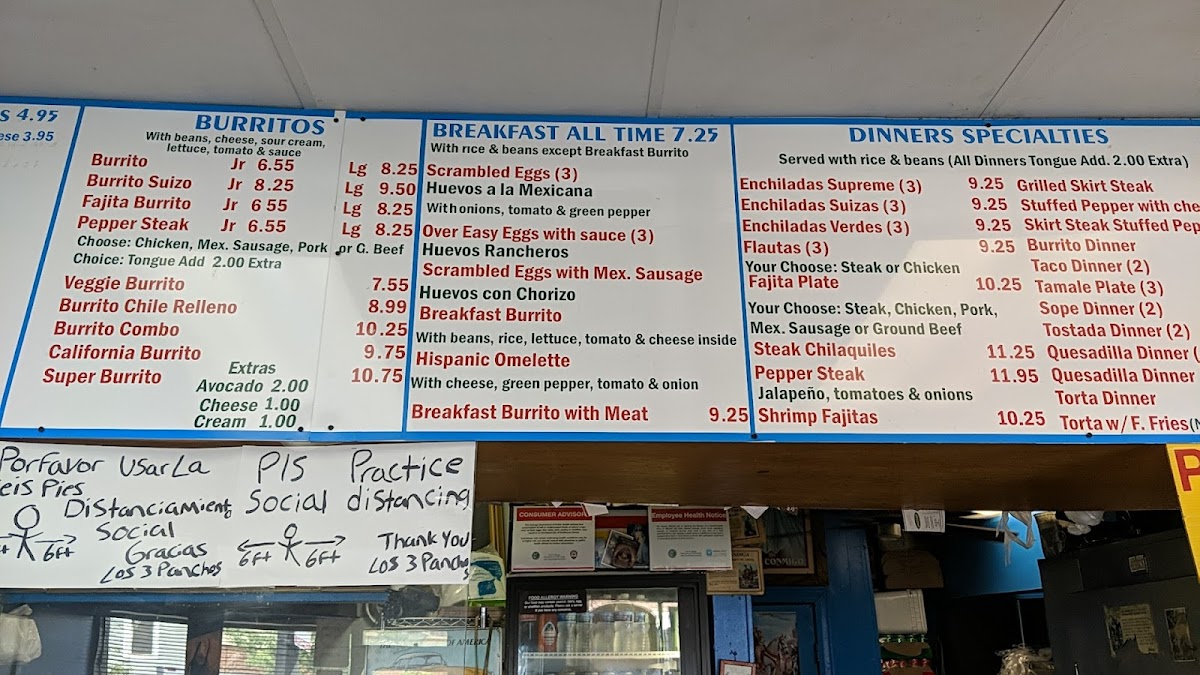 S 4.95
ese 3.95
BURRITOS
With beans, cheese, sour cream,
lettuce, tomato & sauce
Burrito Jr 6.55 Lg 8.25
Burrito Suizo Jr 8.25 Lg 9.50
Fajita Burrito Jr 6 55 Lg 8.25
Pepper Steak Jr 6.55 Lg 8.25
Choose: Chicken, Mex. Sausage, Pork or G. Beef
Choice: Tongue Add 2.00 Extra
Veggie Burrito 7.55
Burrito Chile Relleno 8.99
Burrito Combo 10.25
California Burrito 9.75
Super Burrito 10.75
Extras
Avocado 2.00
Cheese 1.00
Cream 1.00
BREAKFAST ALL TIME 7.25
With rice & beans except Breakfast Burrito
Scrambled Eggs (3)
Huevos a la Mexicana
With onions, tomato & green pepper
Over Easy Eggs with sauce (3)
Huevos Rancheros
Scrambled Eggs with Mex. Sausage
Huevos con Chorizo
Breakfast Burrito
With beans, rice, lettuce, tomato & cheese inside
Hispanic Omelette
With cheese, green pepper, tomato & onion
Breakfast Burrito with Meat 9.25
DINNERS SPECIALTIES
Served with rice & beans (All Dinners Tongue Add. 2.00 Extra)
Enchiladas Supreme (3) 9.25
Enchiladas Suizas (3) 9.25
Enchiladas Verdes (3) 9.25
Flautas (3) 9.25
Your Choose: Steak or Chicken
Fajita Plate 10.25
Your Choose: Steak, Chicken, Pork,
Mex. Sausage or Ground Beef
Steak Chilaquiles 11.25
Pepper Steak 11.95
Jalapeño, tomatoes & onions
Shrimp Fajitas 10.25
Grilled Skirt Steak
Stuffed Pepper with che
Skirt Steak Stuffed Pep
Burrito Dinner
Taco Dinner (2)
Tamale Plate (3)
Sope Dinner (2)
Tostada Dinner (2)
Quesadilla Dinner (
Quesadilla Dinner
Torta Dinner
Torta w/ F. Fries(
PorFavor Usar La
eis Pies
Distanciamiento
Social
Gracias
Los 3 Panchos
6ft
Pls Practice
Social distancing
6ft 6ft
Thank You
Los 3 Panchos
P
CONSUMER ADVISOR
Employee Health Notice
FOOD ALLERGY WARNING
CONMIGO
OF AMERICA